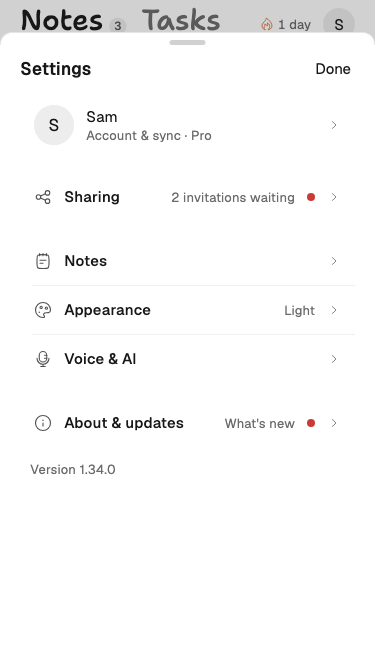 Notes 3 Tasks 1 day S
Settings Done
S Sam
Account & sync · Pro
Sharing 2 invitations waiting
Notes
Appearance Light
Voice & AI
About & updates What's new
Version 1.34.0